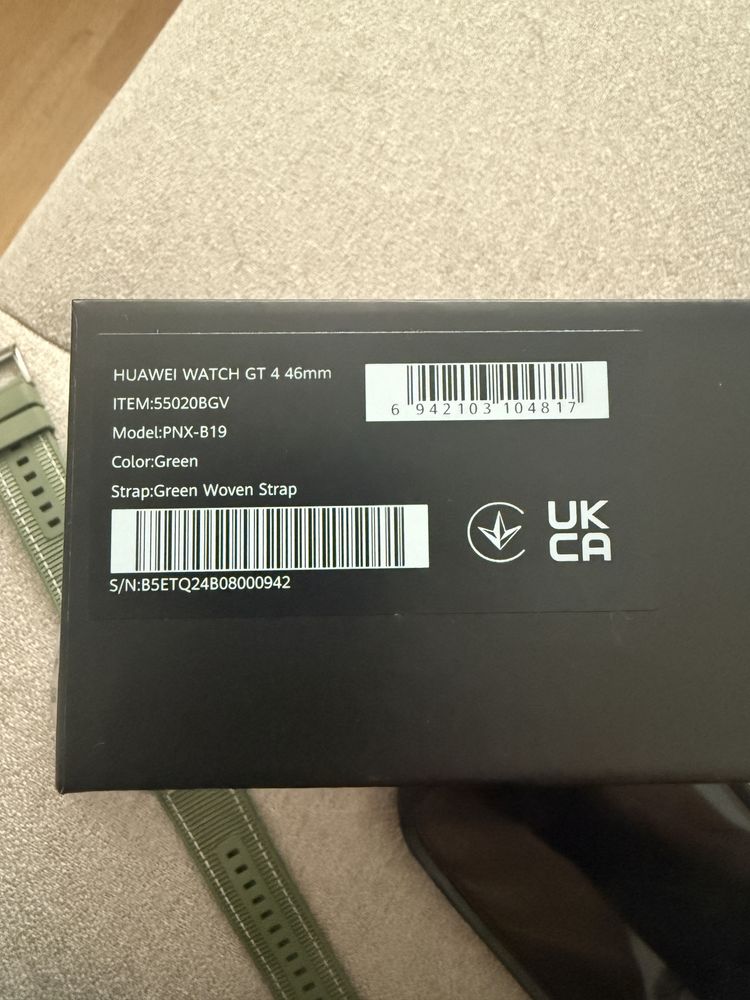 HUAWEI WATCH GT 4 46mm
ITEM:55020BGV
Model:PNX-B19
Color:Green
Strap:Green Woven Strap
S/N:B5ETQ24B08000942
6 942103 104817
UK
CA